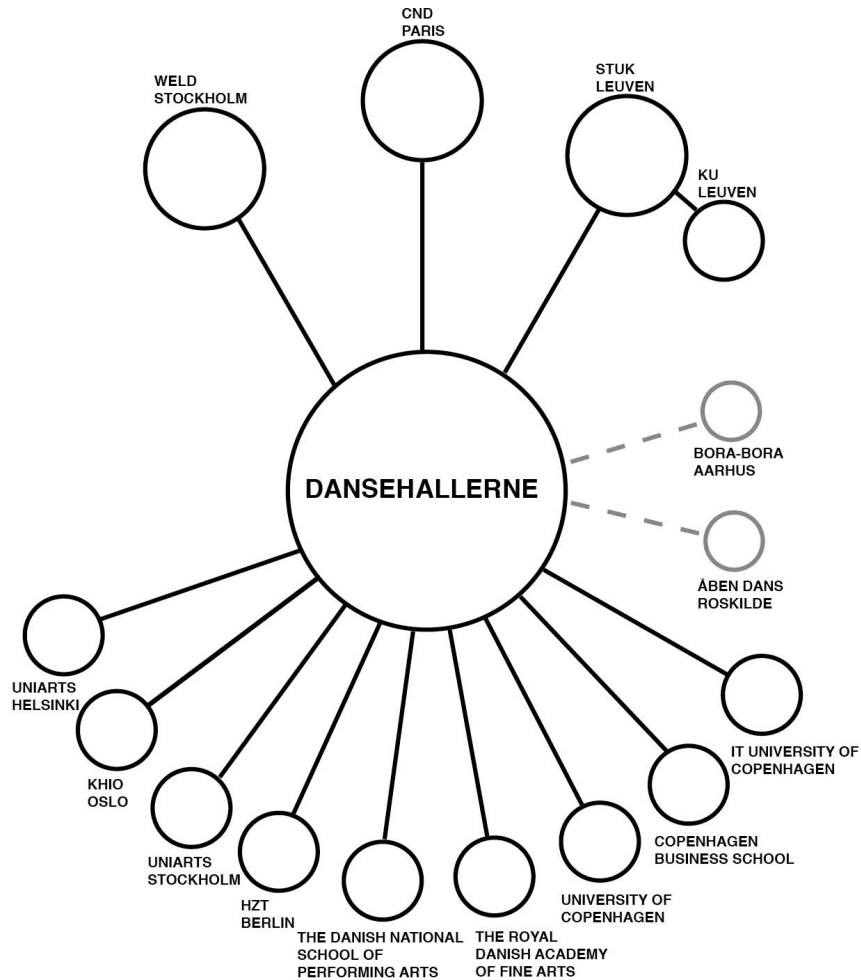 CND
PARIS
WELD
STOCKHOLM
STUK
LEUVEN
KU
LEUVEN
DANSEHALLERNE
BORA-BORA
AARHUS
ÅBEN DANS
ROSKILDE
UNIARTS
HELSINKI
KHIO
OSLO
UNIARTS
STOCKHOLM
HZT
BERLIN
THE DANISH NATIONAL
SCHOOL OF
PERFORMING ARTS
THE ROYAL
DANISH ACADEMY
OF FINE ARTS
UNIVERSITY OF
COPENHAGEN
COPENHAGEN
BUSINESS SCHOOL
IT UNIVERSITY OF
COPENHAGEN